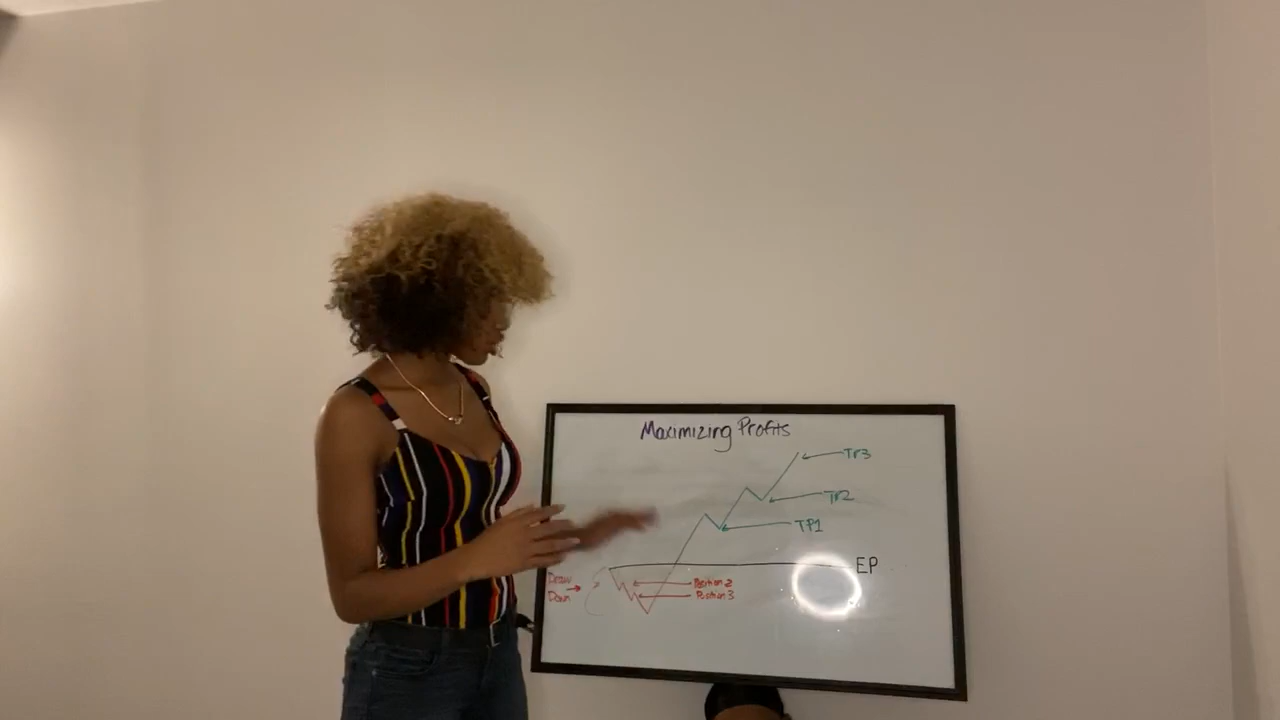 Maximizing Profits
TP3
TP2
TP1
EP
Draw
Down
Position 2
Position 3